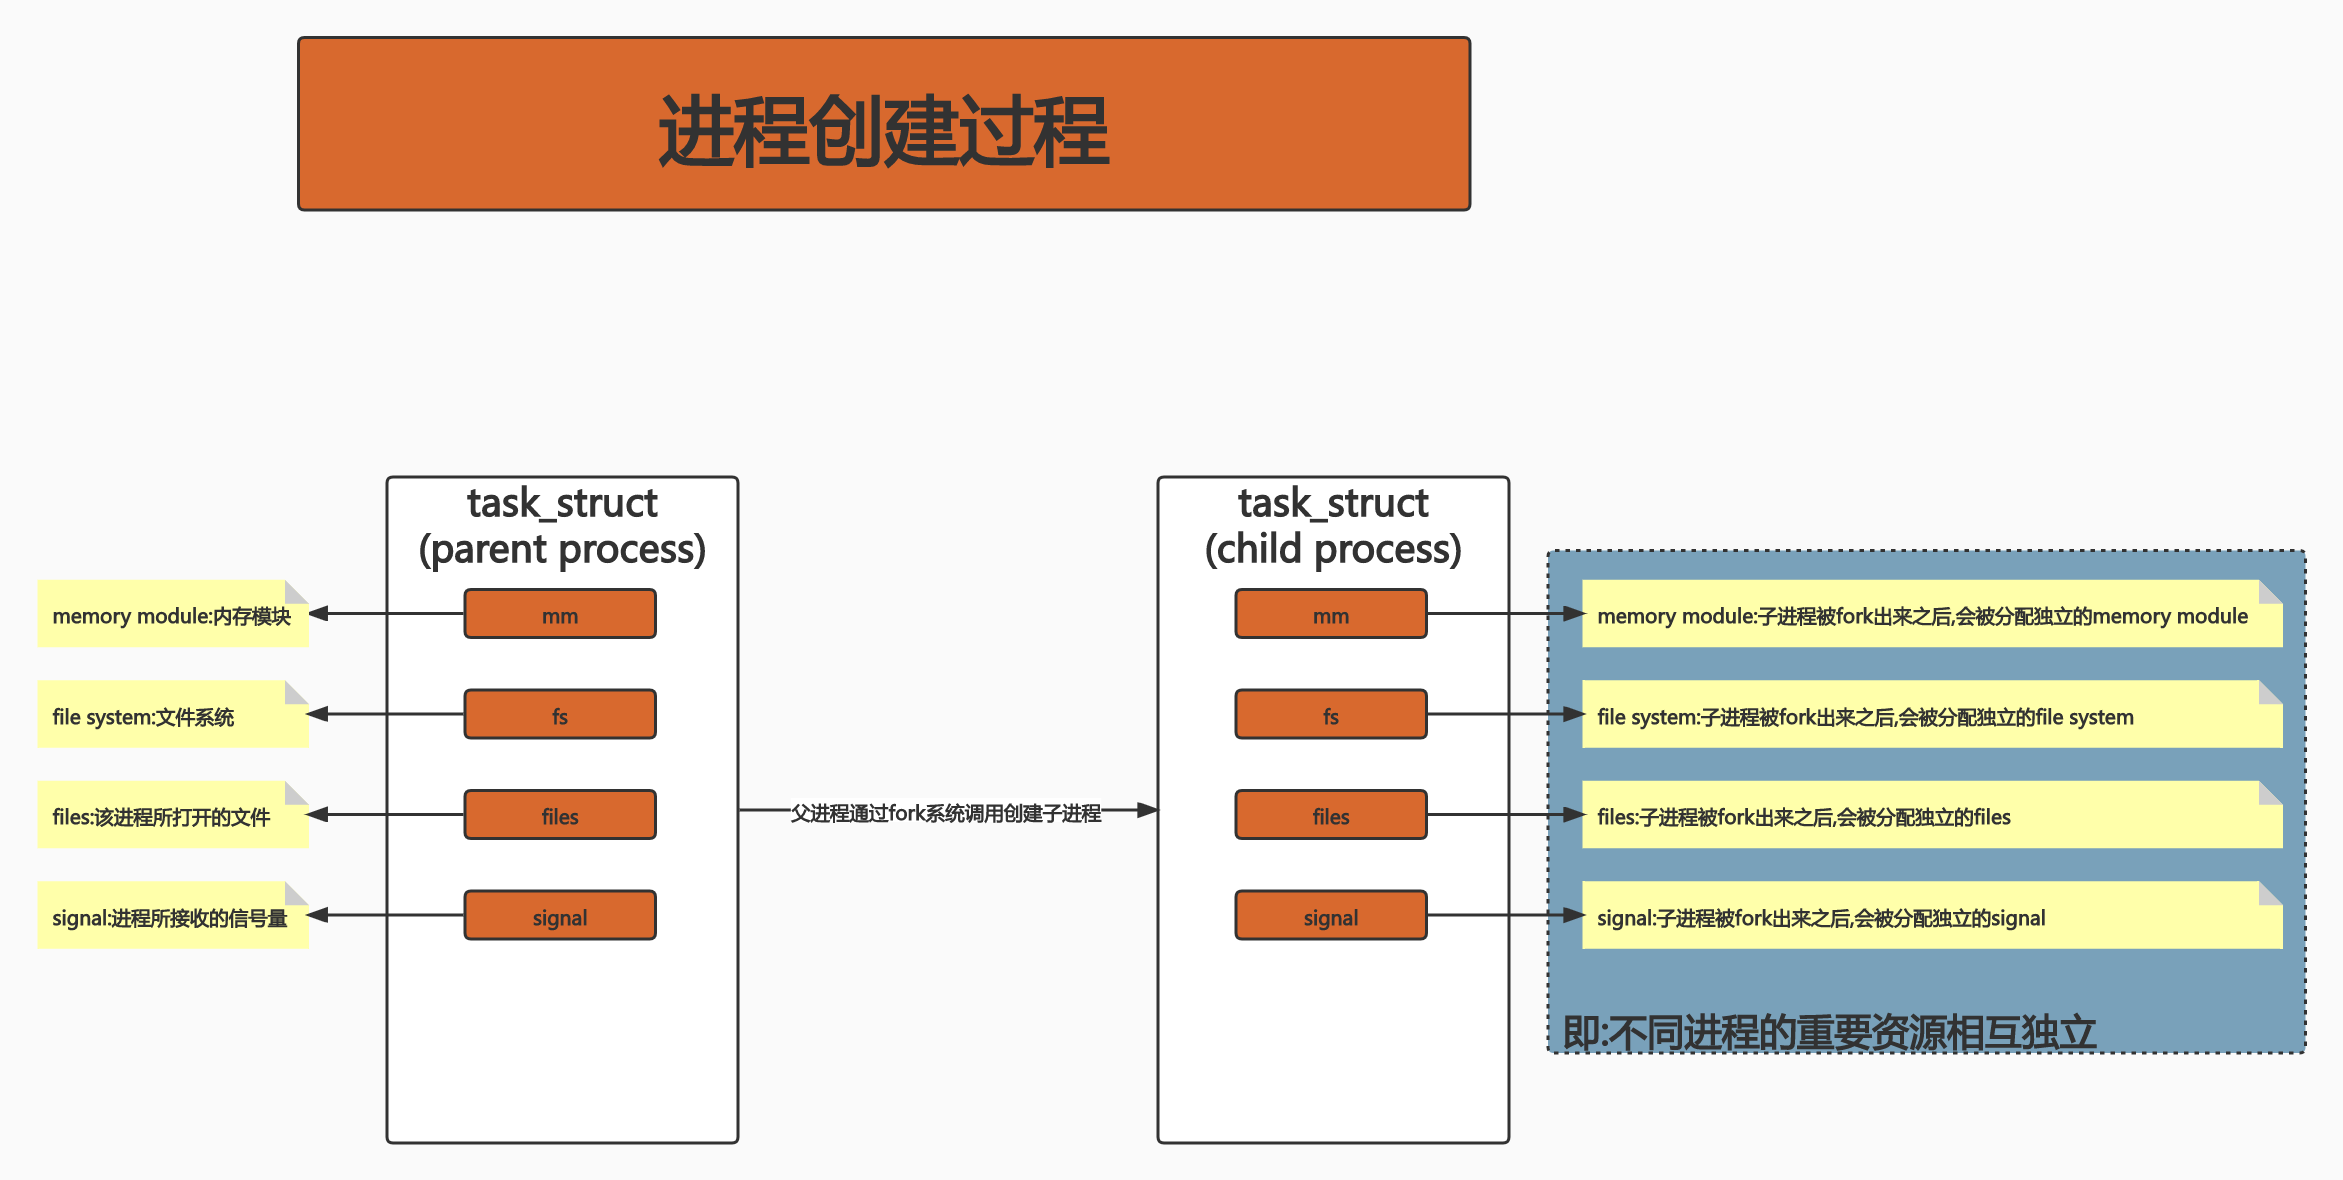 进程创建过程
task_struct
(parent process)
task_struct
(child process)
memory module:内存模块
mm
mm
memory module:子进程被fork出来之后,会被分配独立的memory module
file system:文件系统
fs
fs
file system:子进程被fork出来之后,会被分配独立的file system
files:该进程所打开的文件
files
父进程通过fork系统调用创建子进程
files
files:子进程被fork出来之后,会被分配独立的files
signal:进程所接收的信号量
signal
signal
signal:子进程被fork出来之后,会被分配独立的signal
即:不同进程的重要资源相互独立